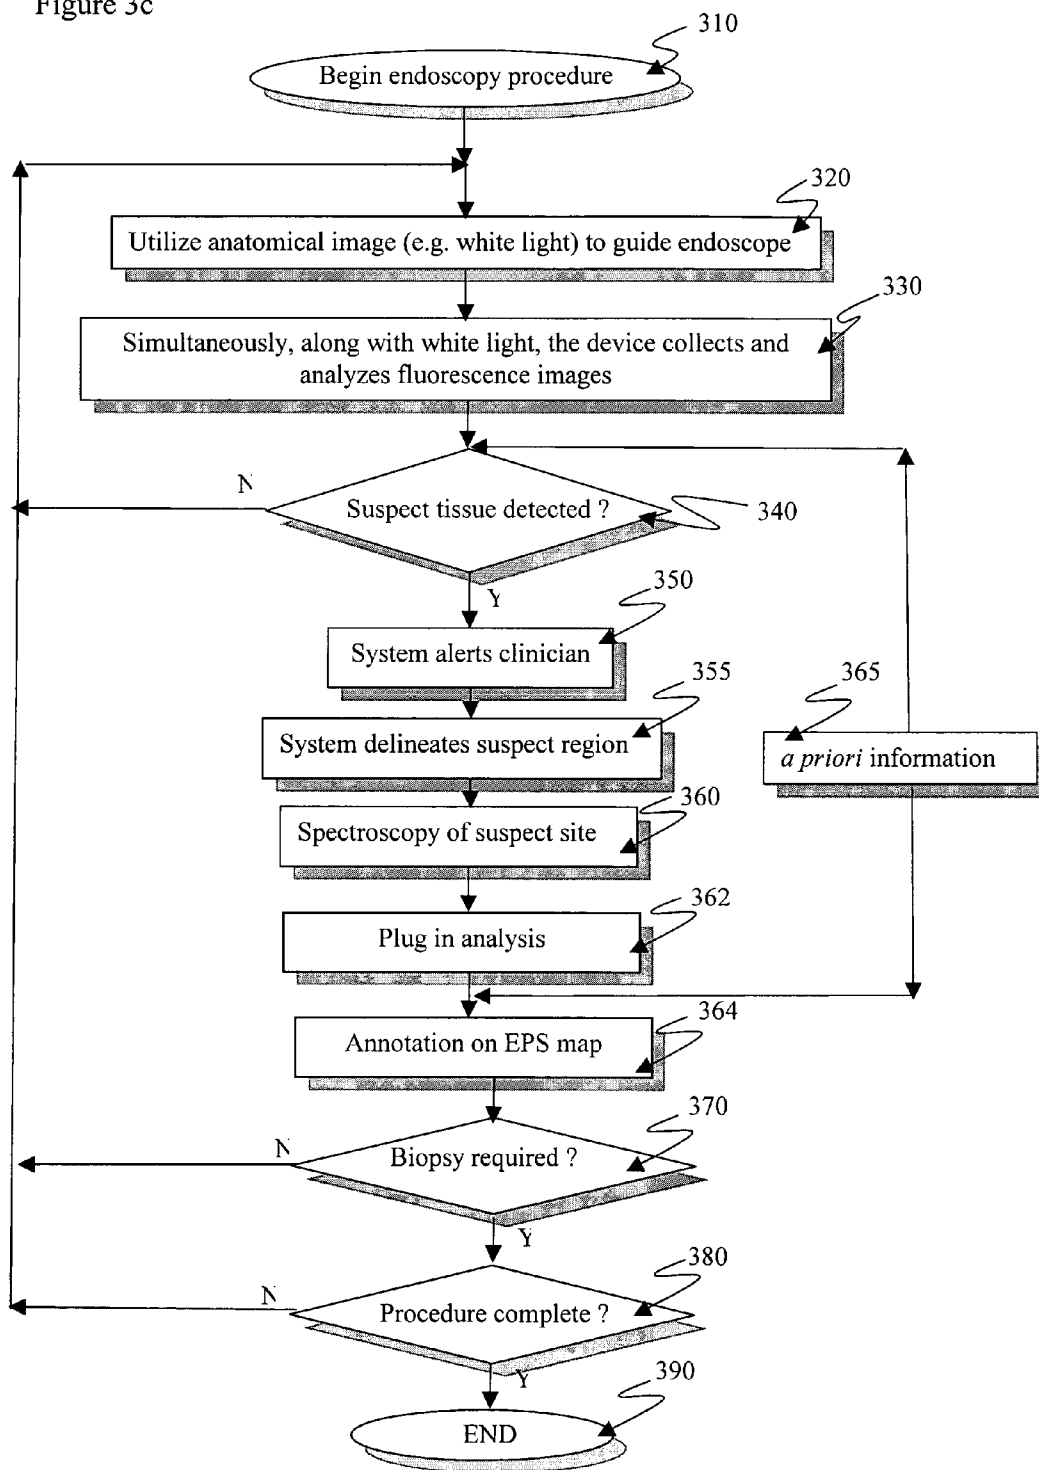 Figure 3c
310
Begin endoscopy procedure
320
Utilize anatomical image (e.g. white light) to guide endoscope
330
Simultaneously, along with white light, the device collects and
analyzes fluorescence images
N
Suspect tissue detected ?
340
Y
350
System alerts clinician
355
365
System delineates suspect region
a priori information
360
Spectroscopy of suspect site
362
Plug in analysis
364
Annotation on EPS map
370
N
Biopsy required ?
Y
380
N
Procedure complete ?
Y
390
END